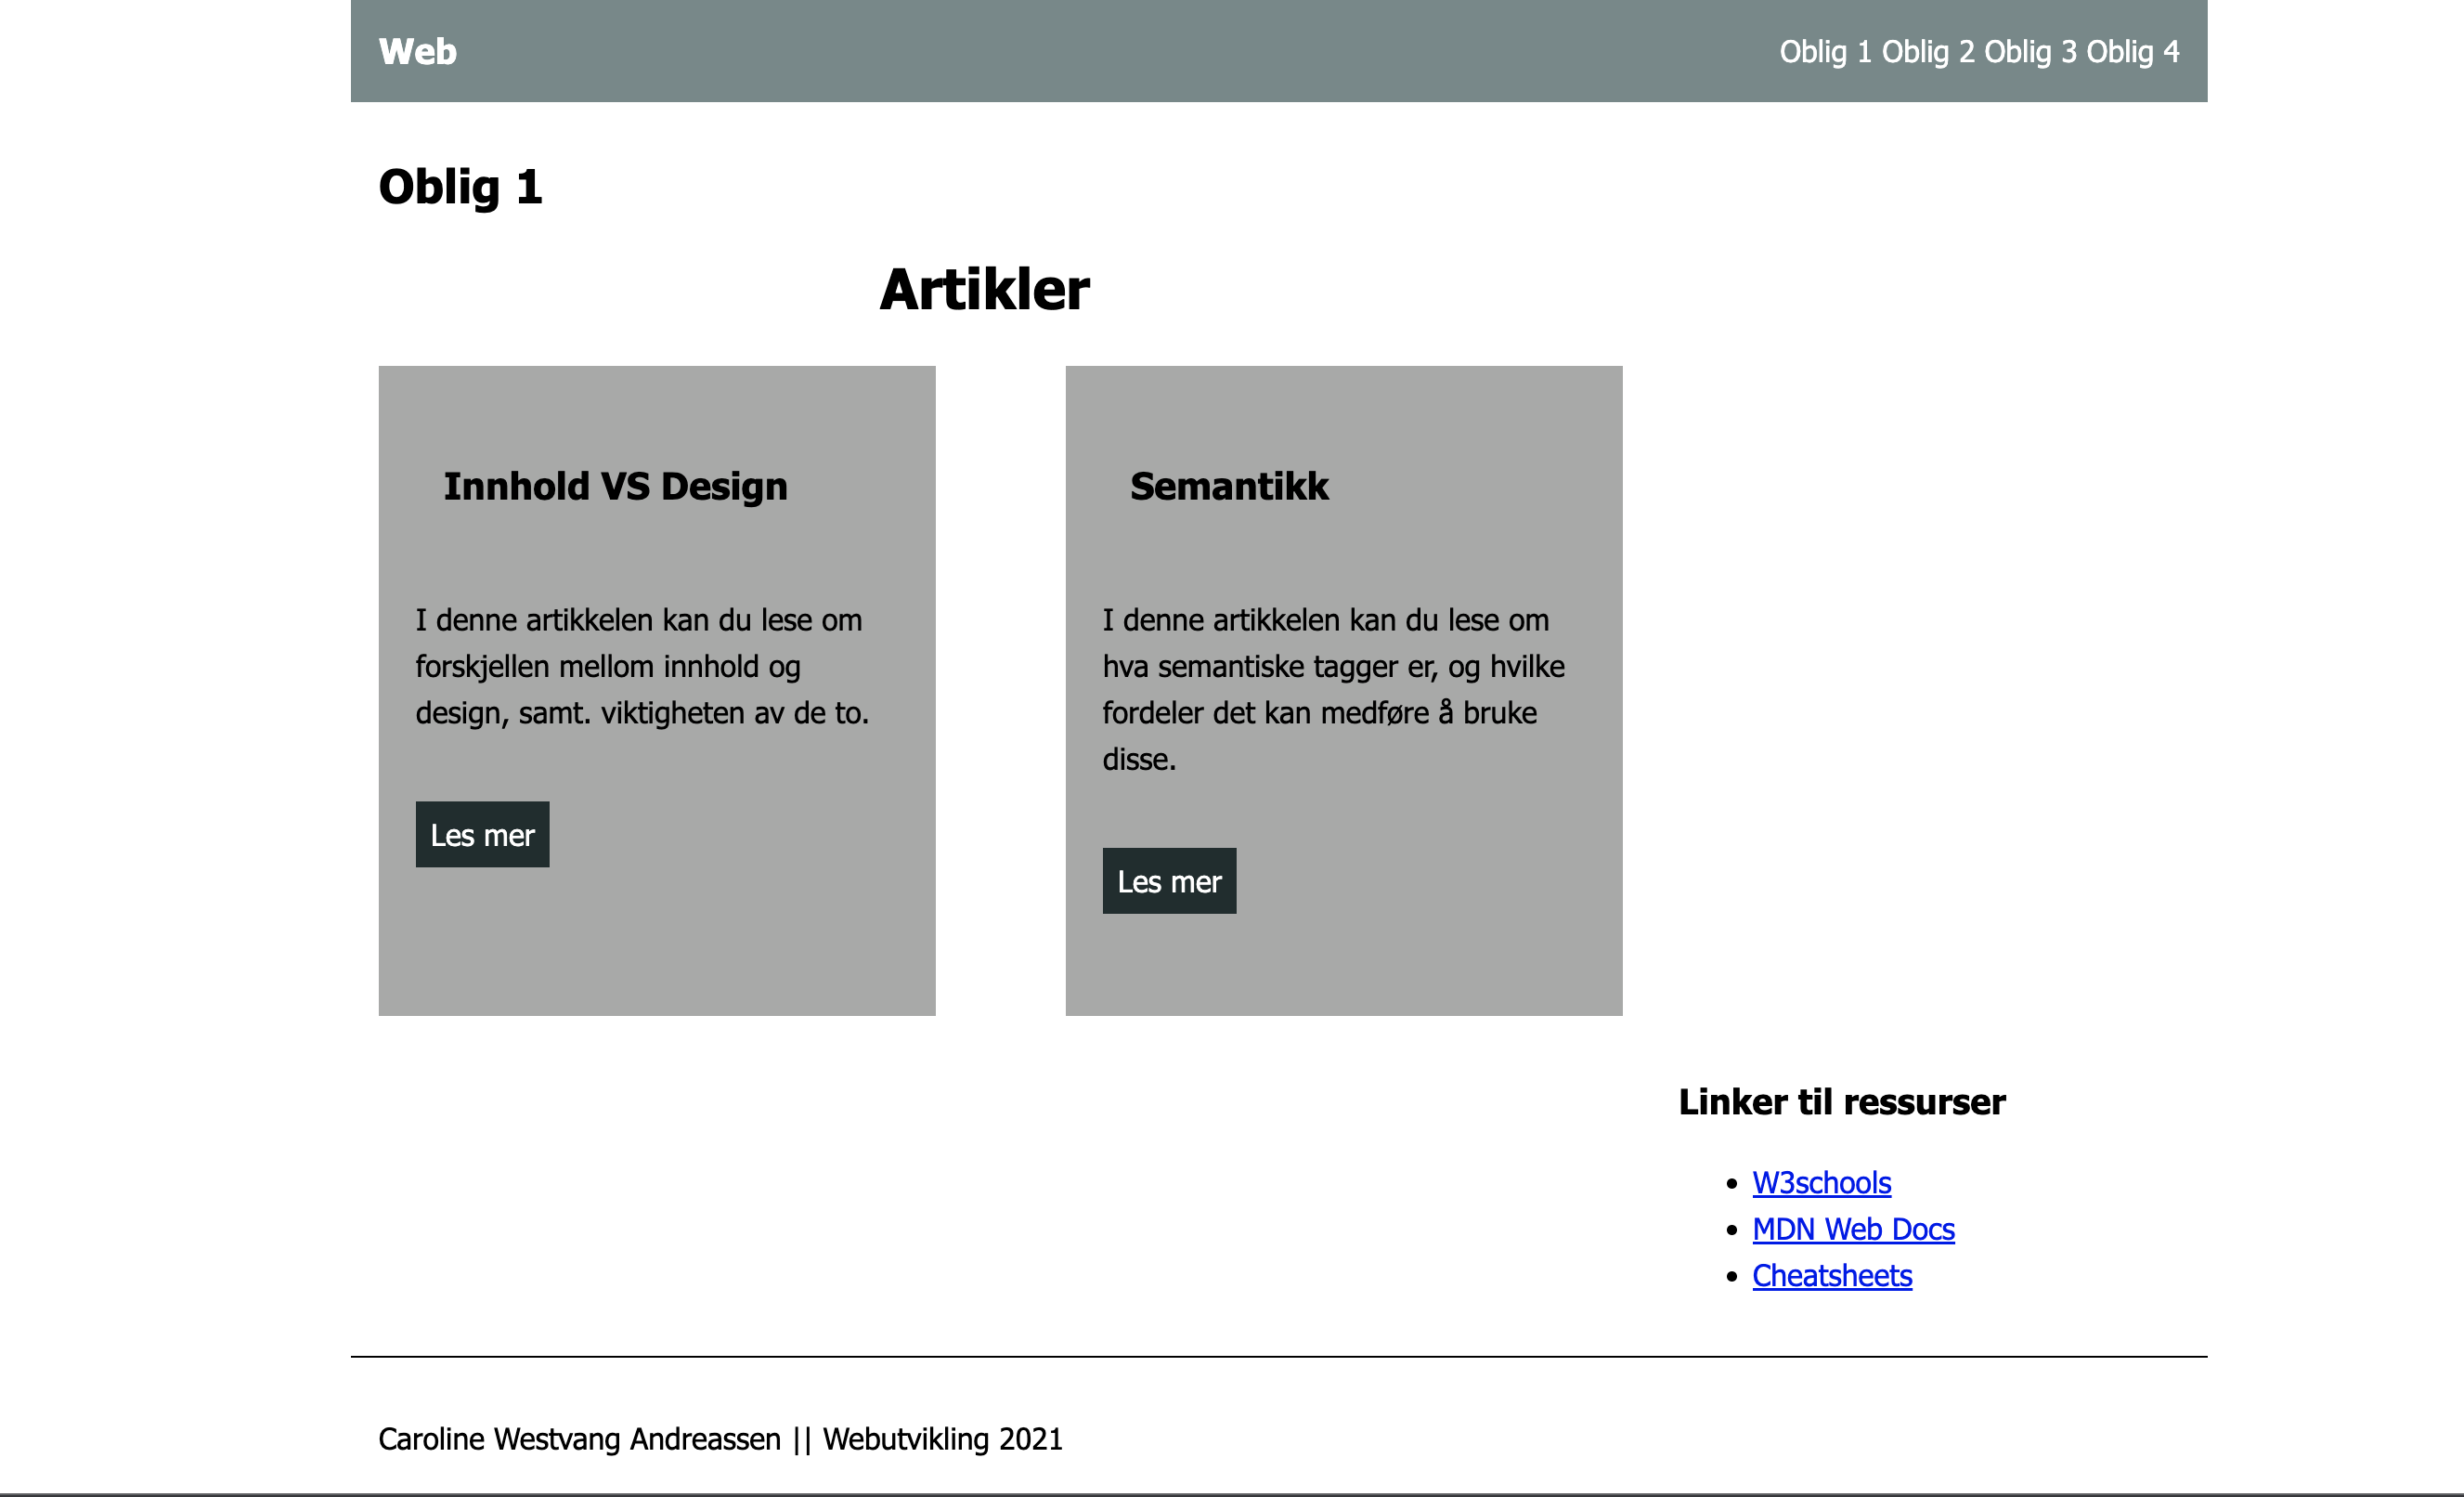 Web
Oblig 1 Oblig 2 Oblig 3 Oblig 4
Oblig 1
Artikler
Innhold VS Design
I denne artikkelen kan du lese om
forskjellen mellom innhold og
design, samt. viktigheten av de to.
Les mer
Semantikk
I denne artikkelen kan du lese om
hva semantiske tagger er, og hvilke
fordeler det kan medføre å bruke
disse.
Les mer
Linker til ressurser
W3schools
MDN Web Docs
Cheatsheets
Caroline Westvang Andreassen || Webutvikling 2021